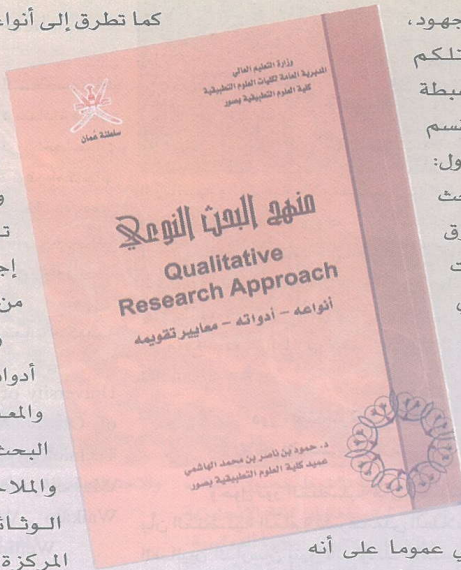 كما تطرق إلى أنواع
جهود،
تلكم
ضبطة
قسم
ول:
حث
رق
ت
و
ت
إج
من
أدوا
والمع
البحث
والملا
الوثائ
المركزة
ي عموما على أنه
سلطنة عُمان
وزارة التعليم العالي
المديرية العامة لكليات العلوم التطبيقية
كلية العلوم التطبيقية بصور
منهج البحث النوعي
Qualitative
Research Approach
أنواعه – أدواته – معايير تقويمه
د. حمود بن ناصر بن محمد الهاشمي
عميد كلية العلوم التطبيقية بصور